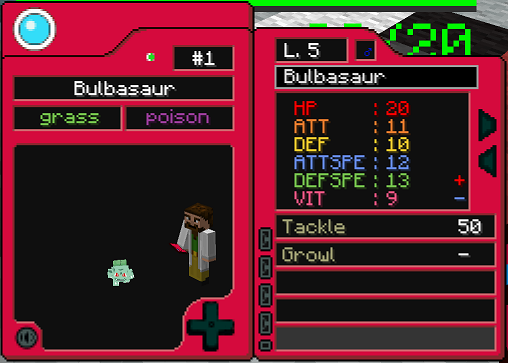 /20
#1
Bulbasaur
grass
poison
L. 5
Bulbasaur
HP : 20
ATT : 11
DEF : 10
ATTSPE : 12
DEFSPE : 13 +
VIT : 9 -
Tackle 50
Growl -